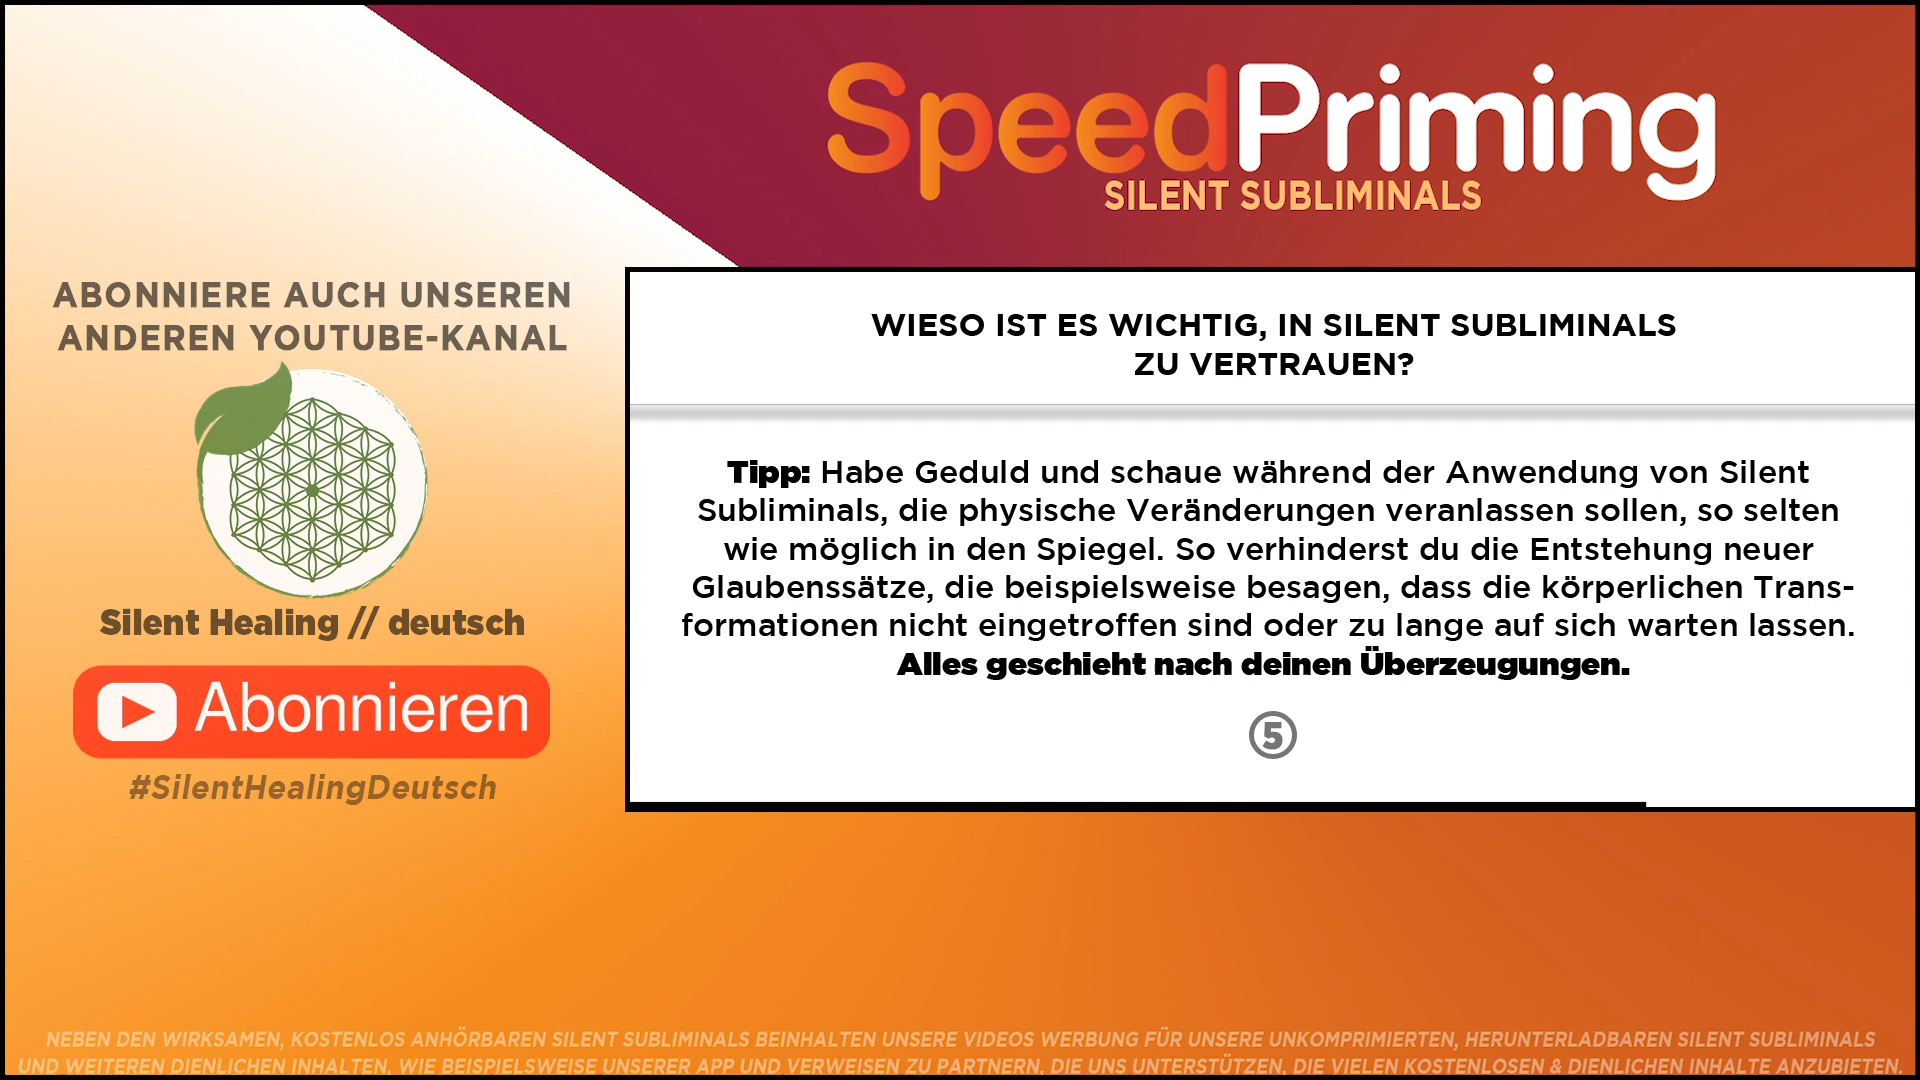 SpeedPriming
SILENT SUBLIMINALS
ABONNIERE AUCH UNSEREN
ANDEREN YOUTUBE-KANAL
Silent Healing // deutsch
Abonnieren
#SilentHealingDeutsch
WIESO IST ES WICHTIG, IN SILENT SUBLIMINALS
ZU VERTRAUEN?
Tipp: Habe Geduld und schaue während der Anwendung von Silent
Subliminals, die physische Veränderungen veranlassen sollen, so selten
wie möglich in den Spiegel. So verhinderst du die Entstehung neuer
Glaubenssätze, die beispielsweise besagen, dass die körperlichen Trans-
formationen nicht eingetroffen sind oder zu lange auf sich warten lassen.
Alles geschieht nach deinen Überzeugungen.
5
NEBEN DEN WIRKSAMEN, KOSTENLOS ANHÖRBAREN SILENT SUBLIMINALS BEINHALTEN UNSERE VIDEOS WERBUNG FÜR UNSERE UNKOMPRIMIERTEN, HERUNTERLADBAREN SILENT SUBLIMINALS
UND WEITEREN DIENLICHEN INHALTEN, WIE BEISPIELSWEISE UNSERER APP UND VERWEISEN ZU PARTNERN, DIE UNS UNTERSTÜTZEN, DIE VIELEN KOSTENLOSEN & DIENLICHEN INHALTE ANZUBIETEN.